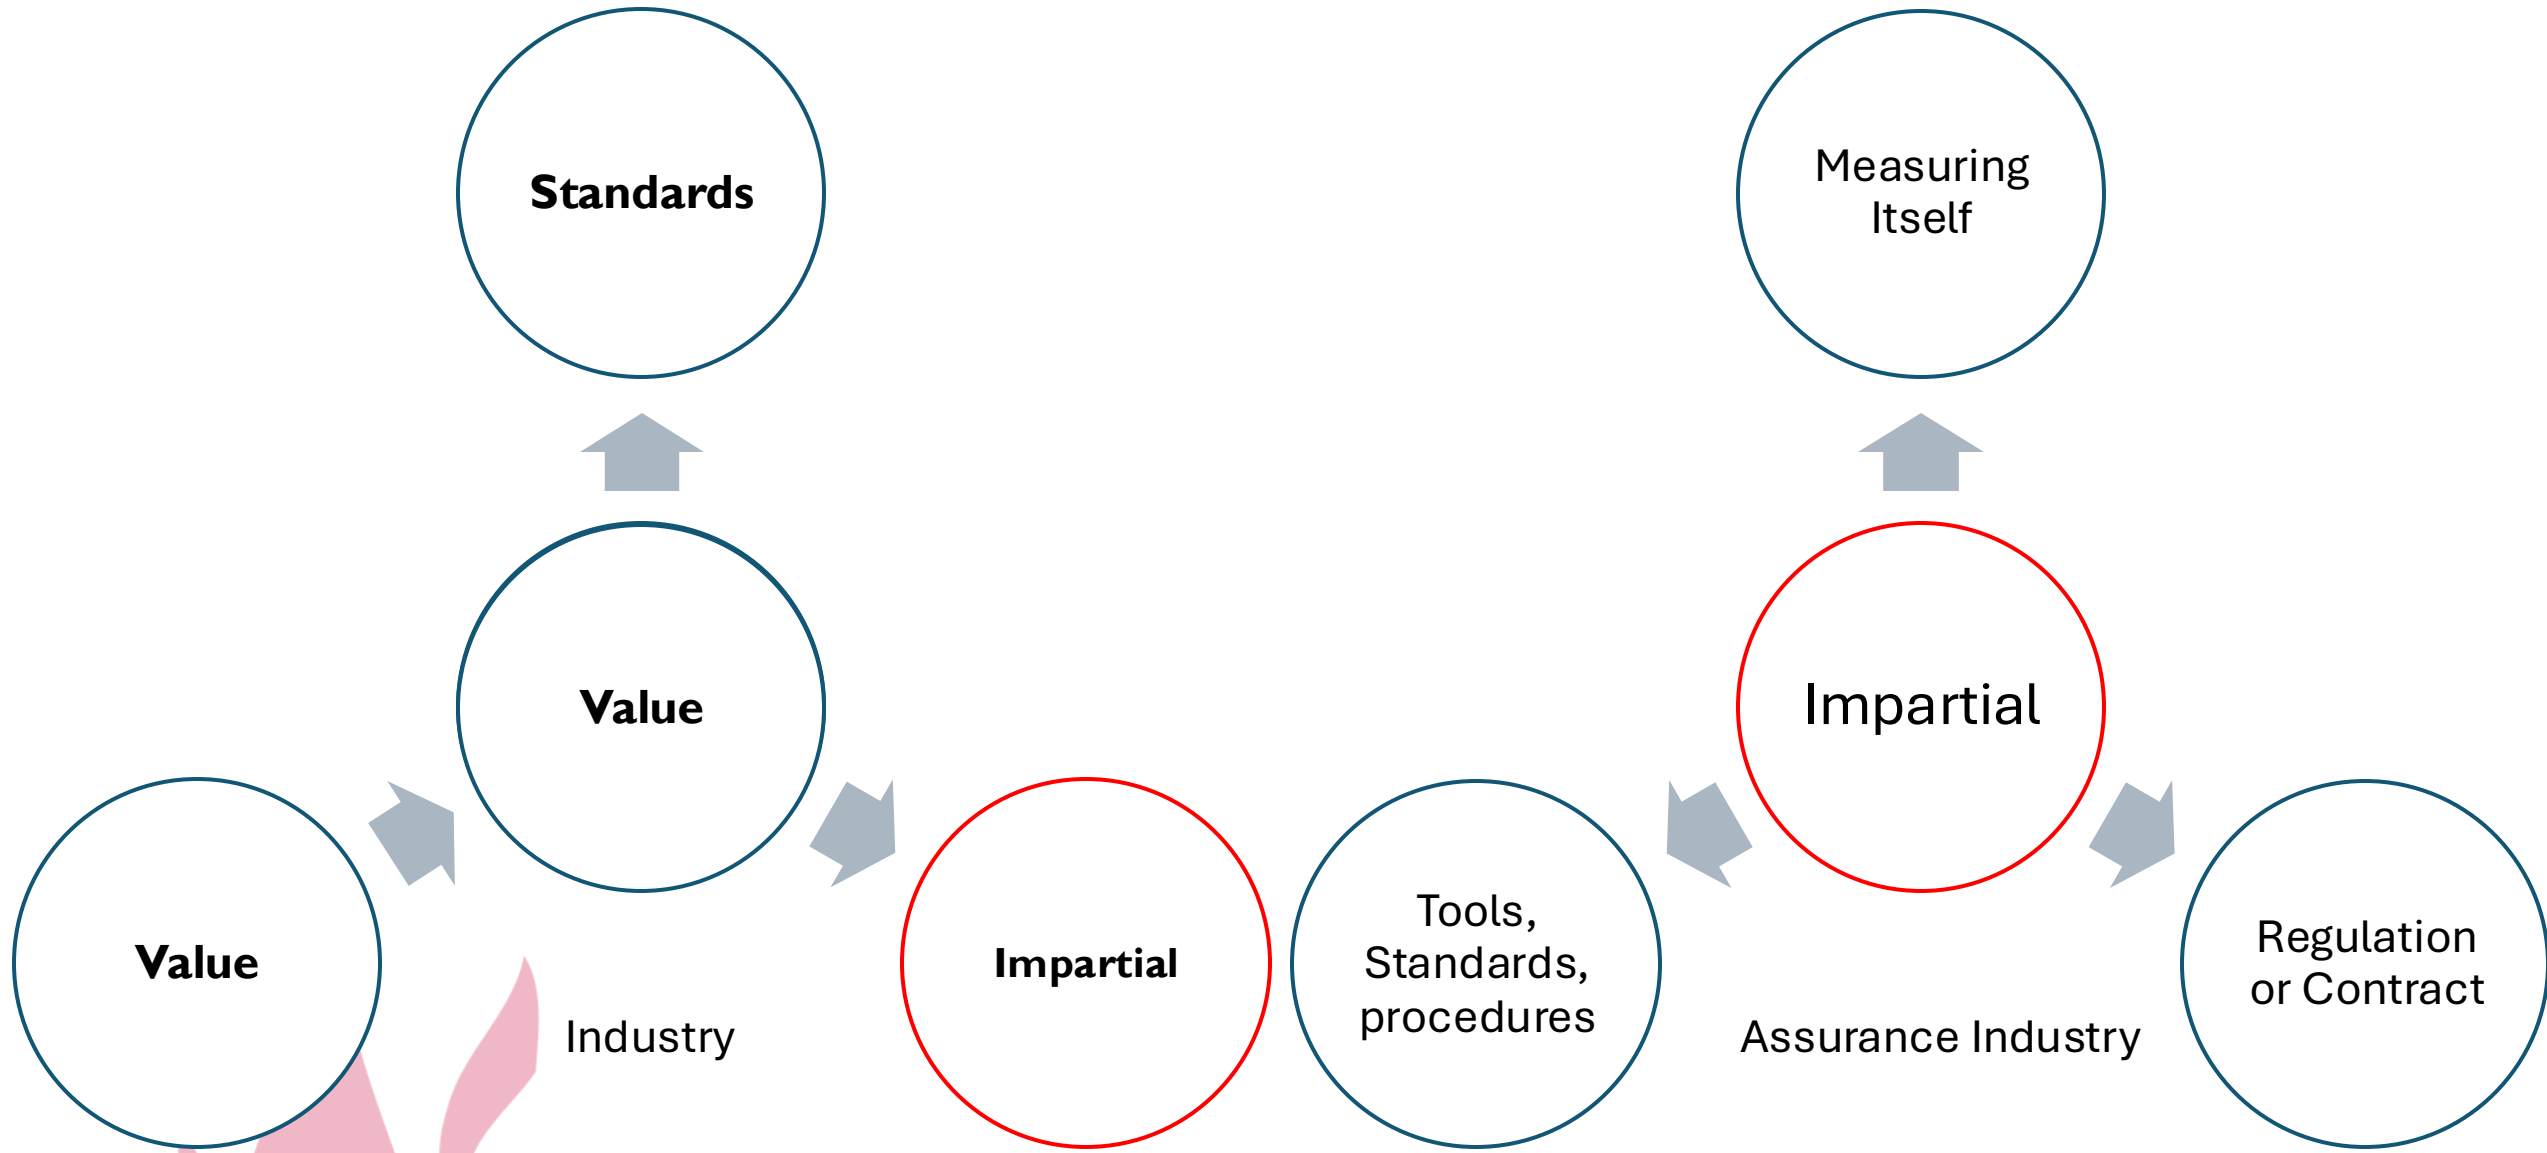 Standards
Value
Value
Impartial
Industry
Measuring
Itself
Impartial
Tools,
Standards,
procedures
Regulation
or Contract
Assurance Industry